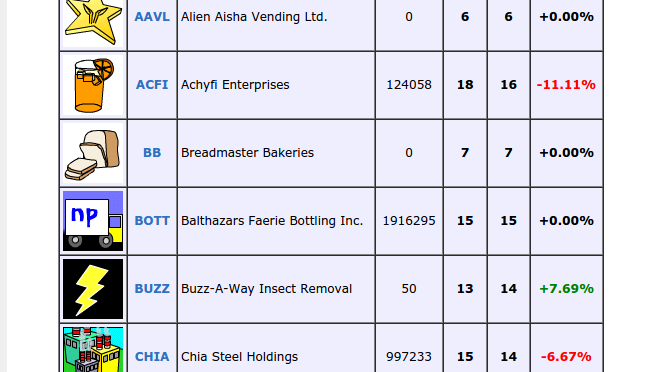 AAVL Alien Aisha Vending Ltd. 0 6 6 +0.00%
ACFI Achyfi Enterprises 124058 18 16 -11.11%
BB Breadmaster Bakeries 0 7 7 +0.00%
np
BOTT Balthazars Faerie Bottling Inc. 1916295 15 15 +0.00%
BUZZ Buzz-A-Way Insect Removal 50 13 14 +7.69%
CHIA Chia Steel Holdings 997233 15 14 -6.67%